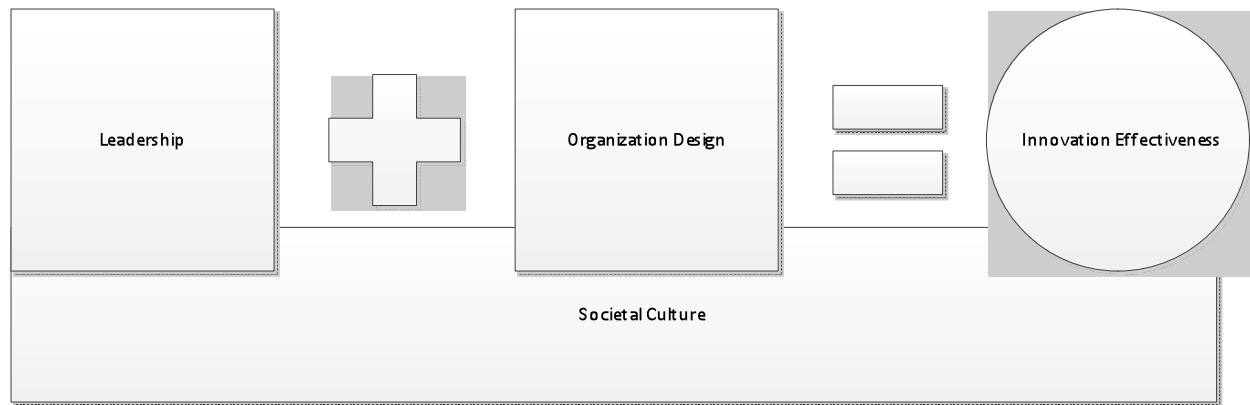 Leadership
Organization Design
Innovation Effectiveness
Societal Culture